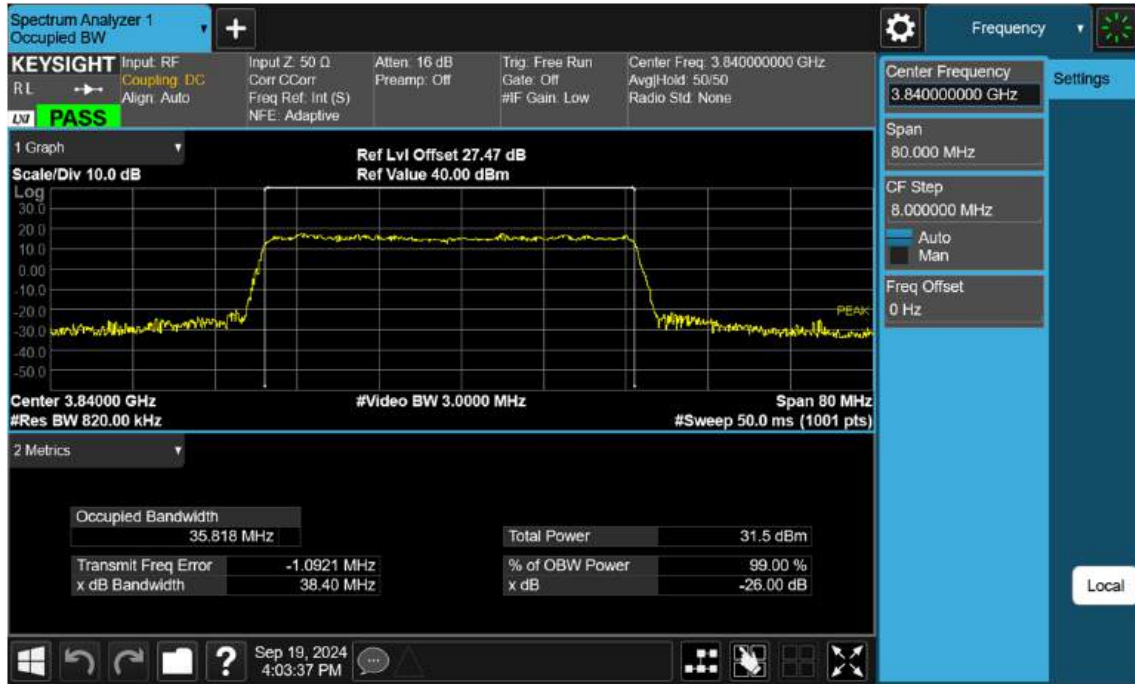 Spectrum Analyzer 1
Occupied BW
Frequency
KEYSIGHT
RL
LXI
PASS
Input: RF
Coupling: DC
Align: Auto
Input Z: 50 Ω
Corr CCorr
Freq Ref: Int (S)
NFE: Adaptive
Atten: 16 dB
Preamp: Off
Trig: Free Run
Gate: Off
#IF Gain: Low
Center Freq: 3.840000000 GHz
Avg|Hold: 50/50
Radio Std: None
Center Frequency
3.840000000 GHz
Settings
Span
80.000 MHz
CF Step
8.000000 MHz
Auto
Man
Freq Offset
0 Hz
Local
1 Graph
Scale/Div 10.0 dB
Ref Lvl Offset 27.47 dB
Ref Value 40.00 dBm
Log
30.0
20.0
10.0
0.00
-10.0
-20.0
-30.0
-40.0
-50.0
PEAK
Center 3.84000 GHz
#Video BW 3.0000 MHz
Span 80 MHz
#Res BW 820.00 kHz
#Sweep 50.0 ms (1001 pts)
2 Metrics
Occupied Bandwidth
35.818 MHz
Total Power 31.5 dBm
Transmit Freq Error -1.0921 MHz
% of OBW Power 99.00 %
x dB Bandwidth 38.40 MHz
x dB -26.00 dB
?
Sep 19, 2024
4:03:37 PM